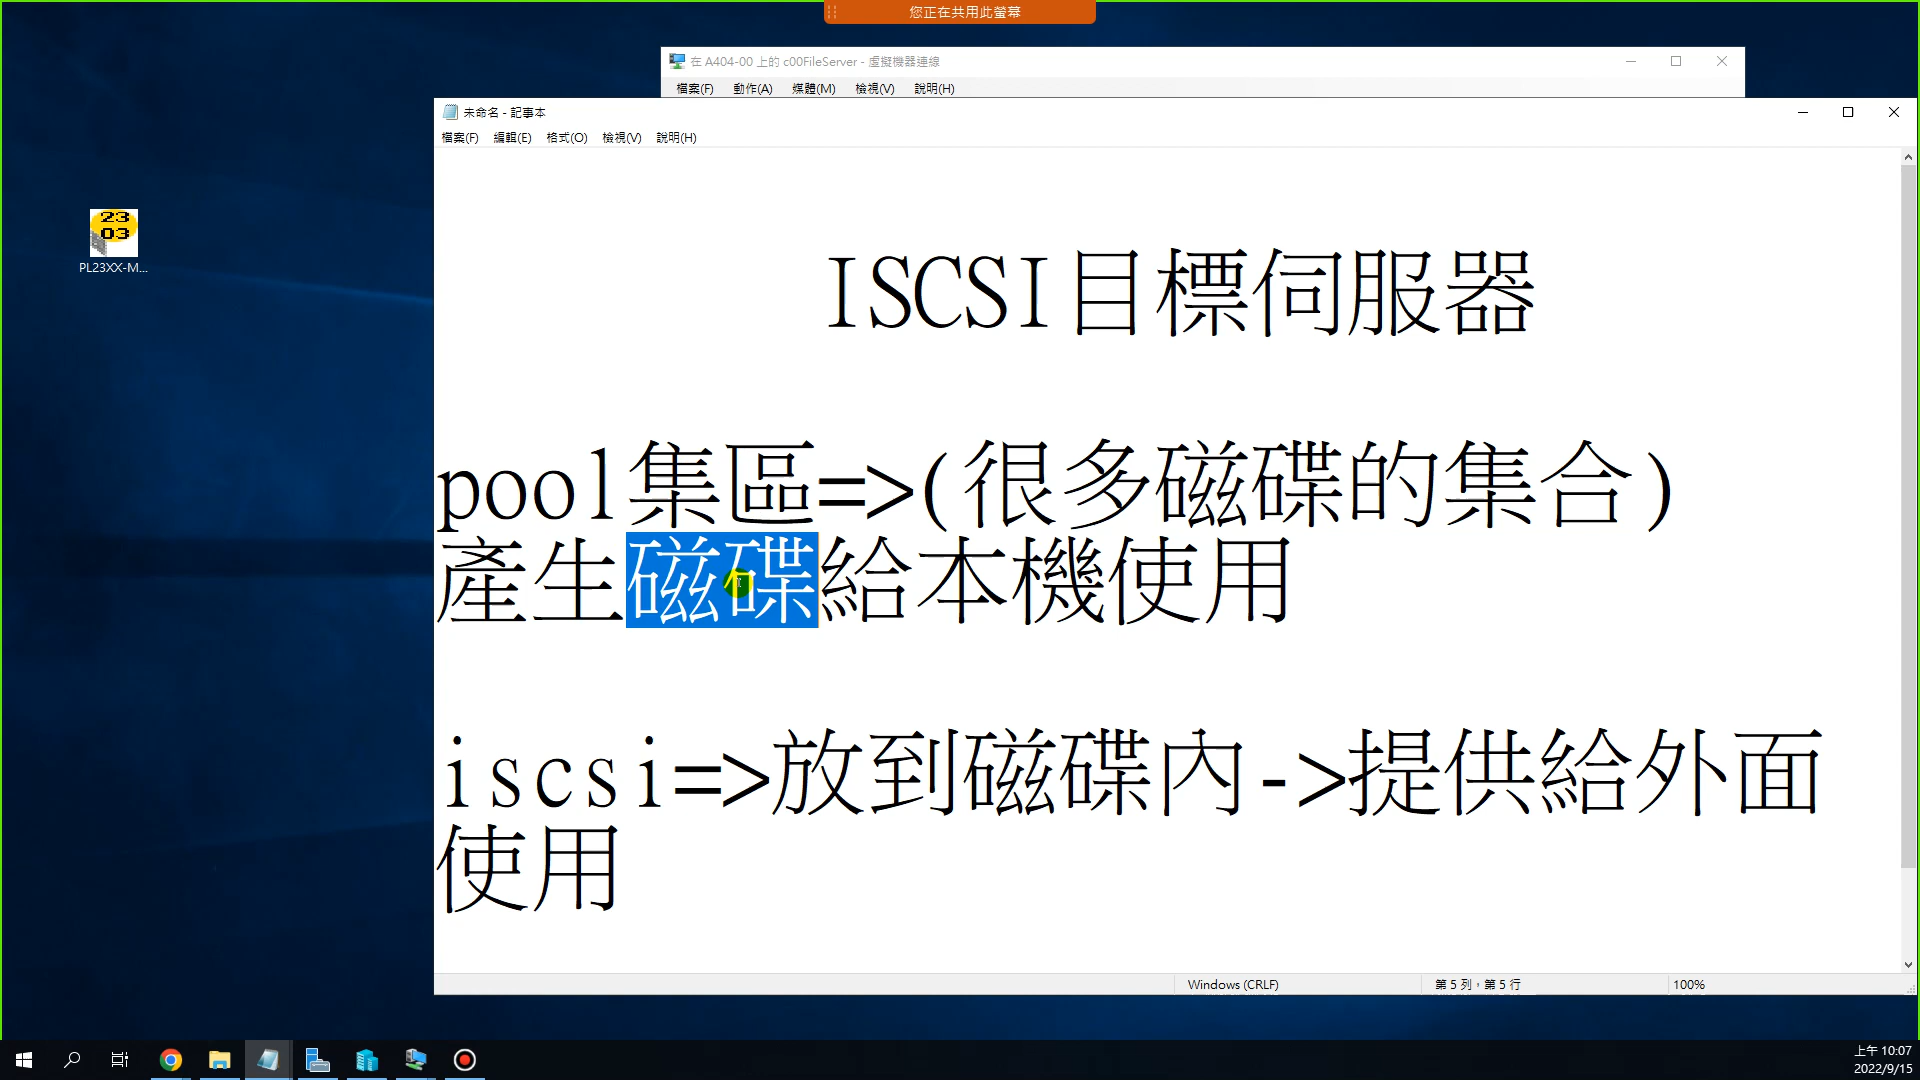 您正在共用此螢幕
在 A404-00 上的 c00FileServer - 虛擬機器連線
檔案(F) 動作(A) 媒體(M) 檢視(V) 說明(H)
未命名 - 記事本
檔案(F) 編輯(E) 格式(O) 檢視(V) 說明(H)
23
03
PL23XX-M...
ISCSI目標伺服器
pool集區=>(很多磁碟的集合)
產生磁碟給本機使用
iscsi=>放到磁碟內->提供給外面
使用
Windows (CRLF) 第 5 列，第 5 行 100%
上午 10:07
2022/9/15